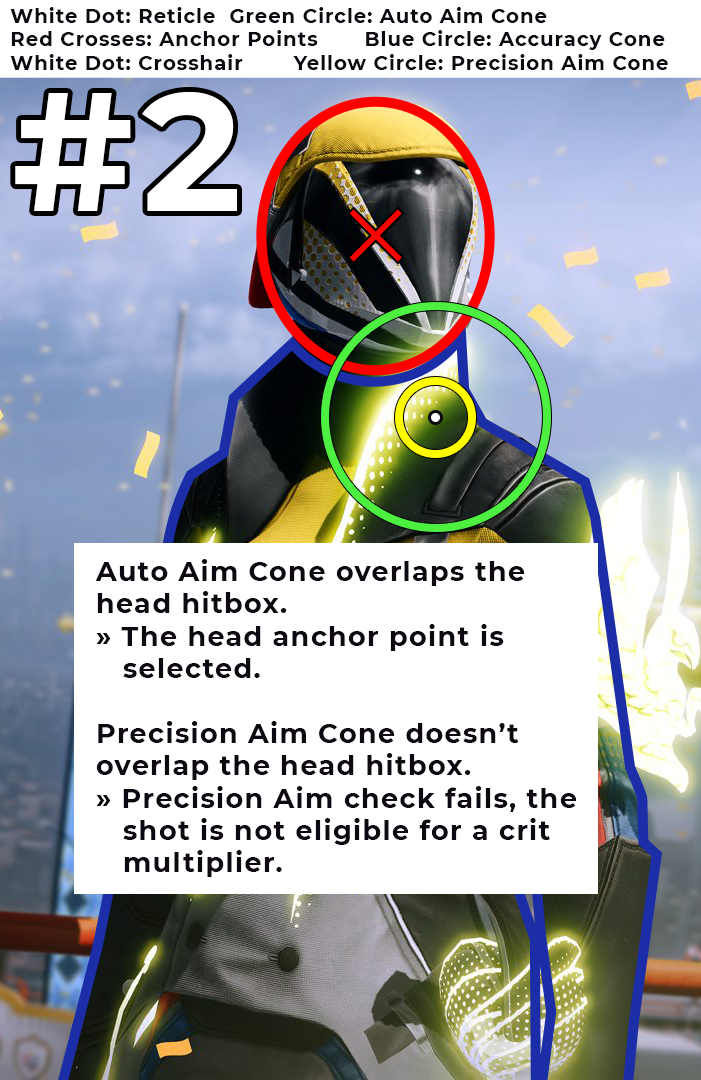 White Dot: Reticle  Green Circle: Auto Aim Cone
Red Crosses: Anchor Points  Blue Circle: Accuracy Cone
White Dot: Crosshair  Yellow Circle: Precision Aim Cone
#2
Auto Aim Cone overlaps the
head hitbox.
» The head anchor point is
selected.
Precision Aim Cone doesn’t
overlap the head hitbox.
» Precision Aim check fails, the
shot is not eligible for a crit
multiplier.